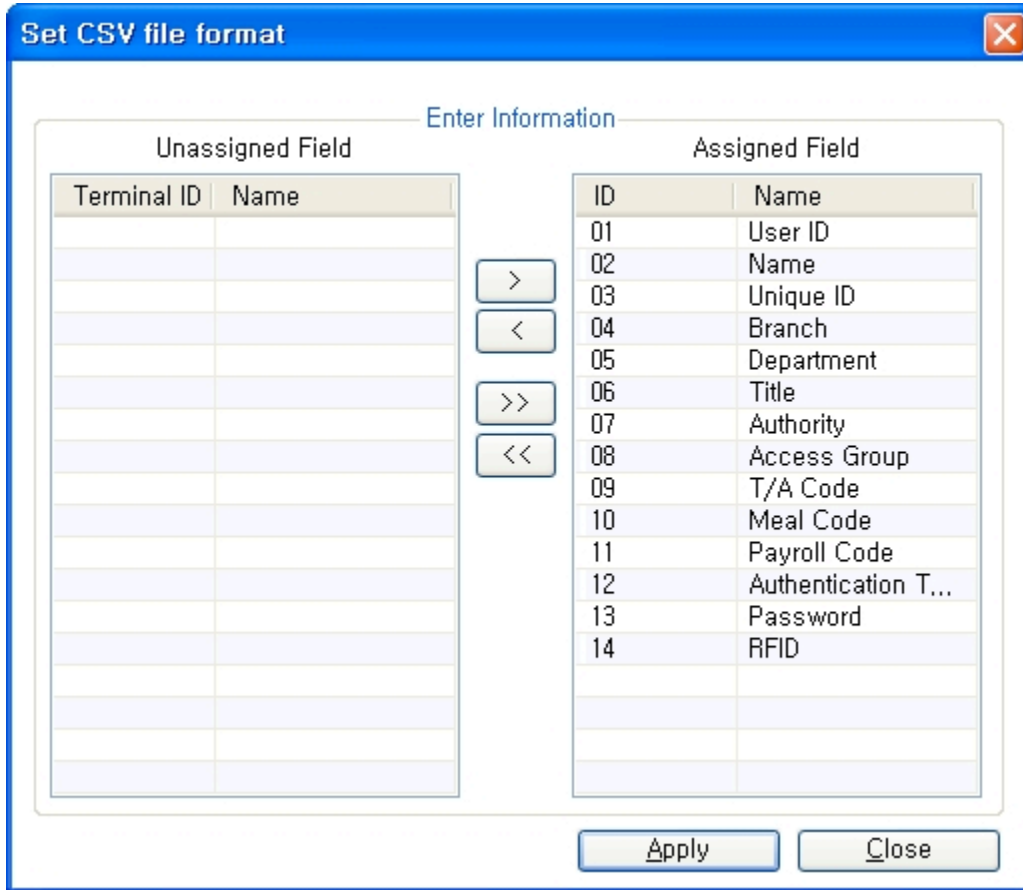 Set CSV file format
Enter Information
Unassigned Field
Assigned Field
Terminal ID Name
ID Name
>
<
>>
<<
01 User ID
02 Name
03 Unique ID
04 Branch
05 Department
06 Title
07 Authority
08 Access Group
09 T/A Code
10 Meal Code
11 Payroll Code
12 Authentication T...
13 Password
14 RFID
Apply Close